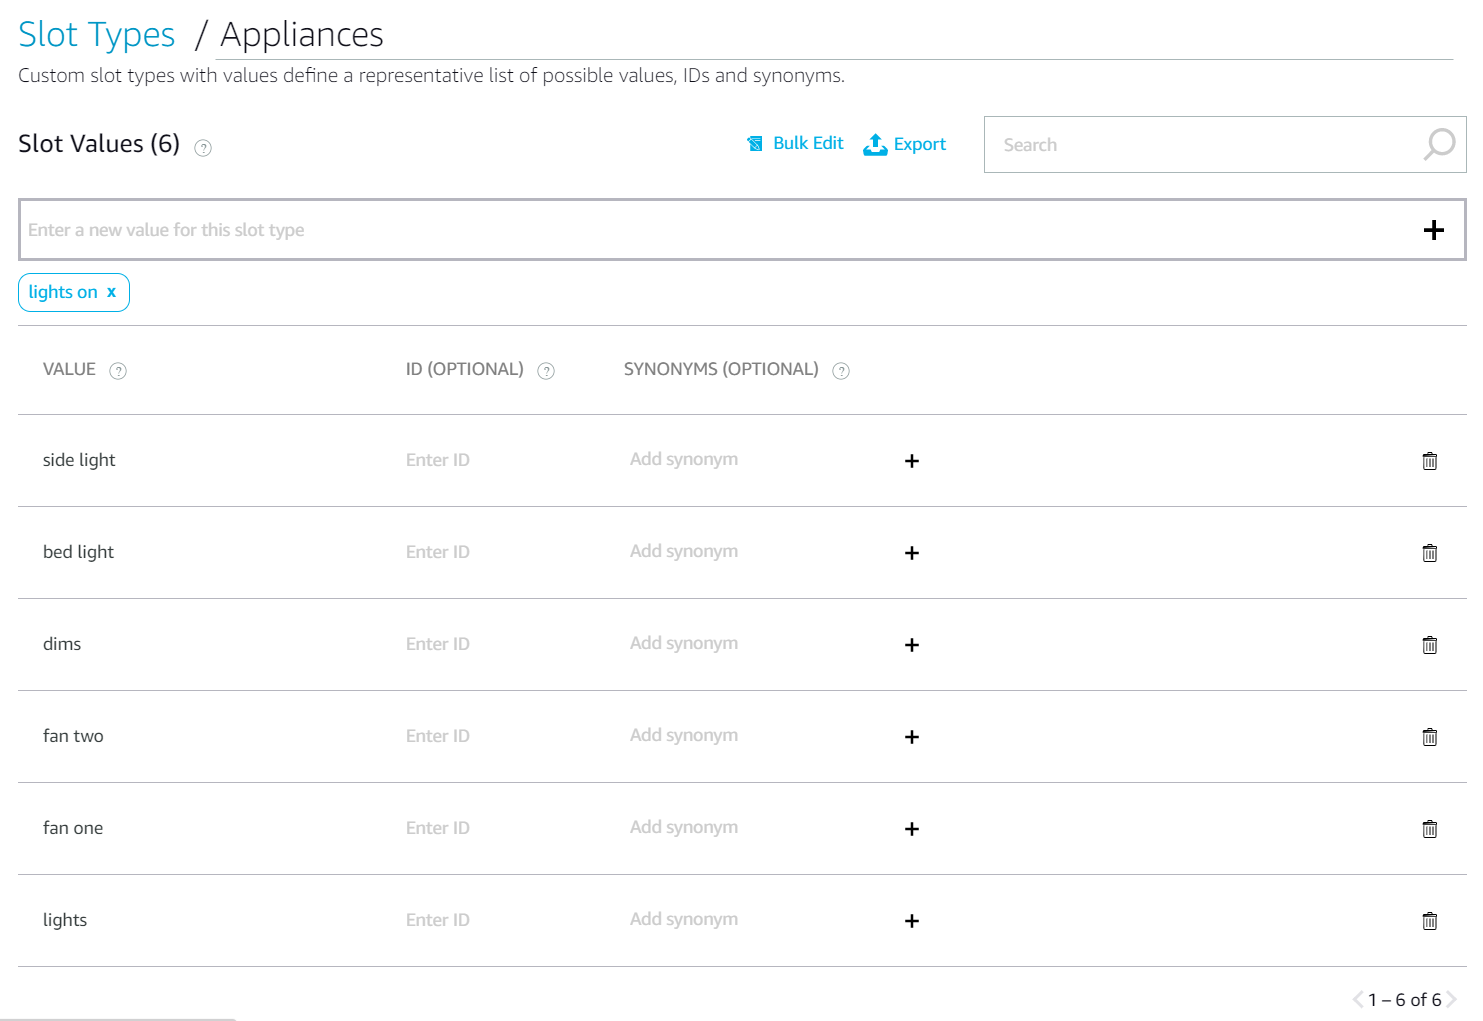 Slot Types / Appliances
Custom slot types with values define a representative list of possible values, IDs and synonyms.
Slot Values (6) ? Bulk Edit Export Search
Enter a new value for this slot type +
lights on x
VALUE ? ID (OPTIONAL) ? SYNONYMS (OPTIONAL) ?
side light Enter ID Add synonym +
bed light Enter ID Add synonym +
dims Enter ID Add synonym +
fan two Enter ID Add synonym +
fan one Enter ID Add synonym +
lights Enter ID Add synonym +
< 1 – 6 of 6 >